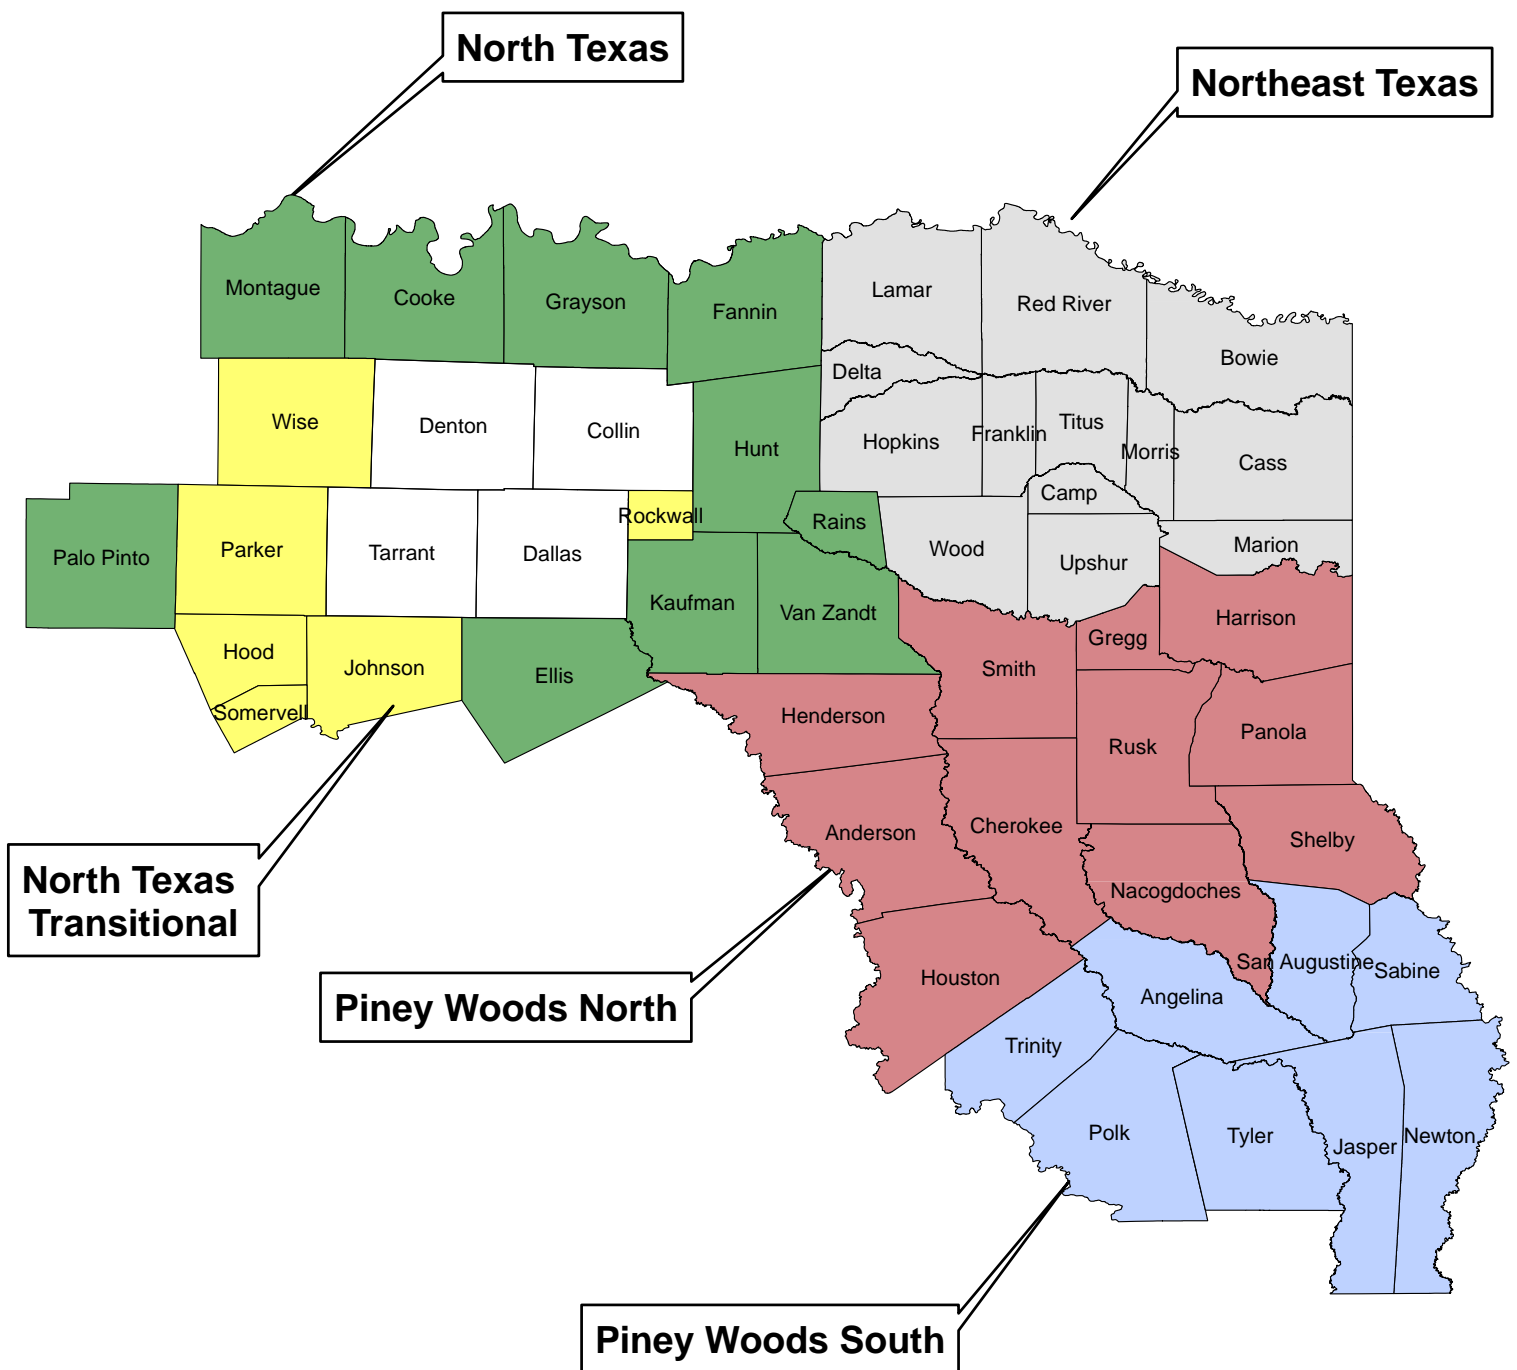 North Texas
Northeast Texas
Montague
Cooke
Grayson
Fannin
Lamar
Red River
Bowie
Delta
Wise
Denton
Collin
Hunt
Hopkins
Franklin
Titus
Morris
Cass
Camp
Palo Pinto
Parker
Tarrant
Dallas
Rockwall
Rains
Wood
Upshur
Marion
Hood
Johnson
Ellis
Kaufman
Van Zandt
Smith
Gregg
Harrison
Somervell
Henderson
Rusk
Panola
Anderson
Cherokee
Shelby
North Texas
Transitional
Nacogdoches
Piney Woods North
Houston
San Augustine
Sabine
Angelina
Trinity
Polk
Tyler
Jasper
Newton
Piney Woods South